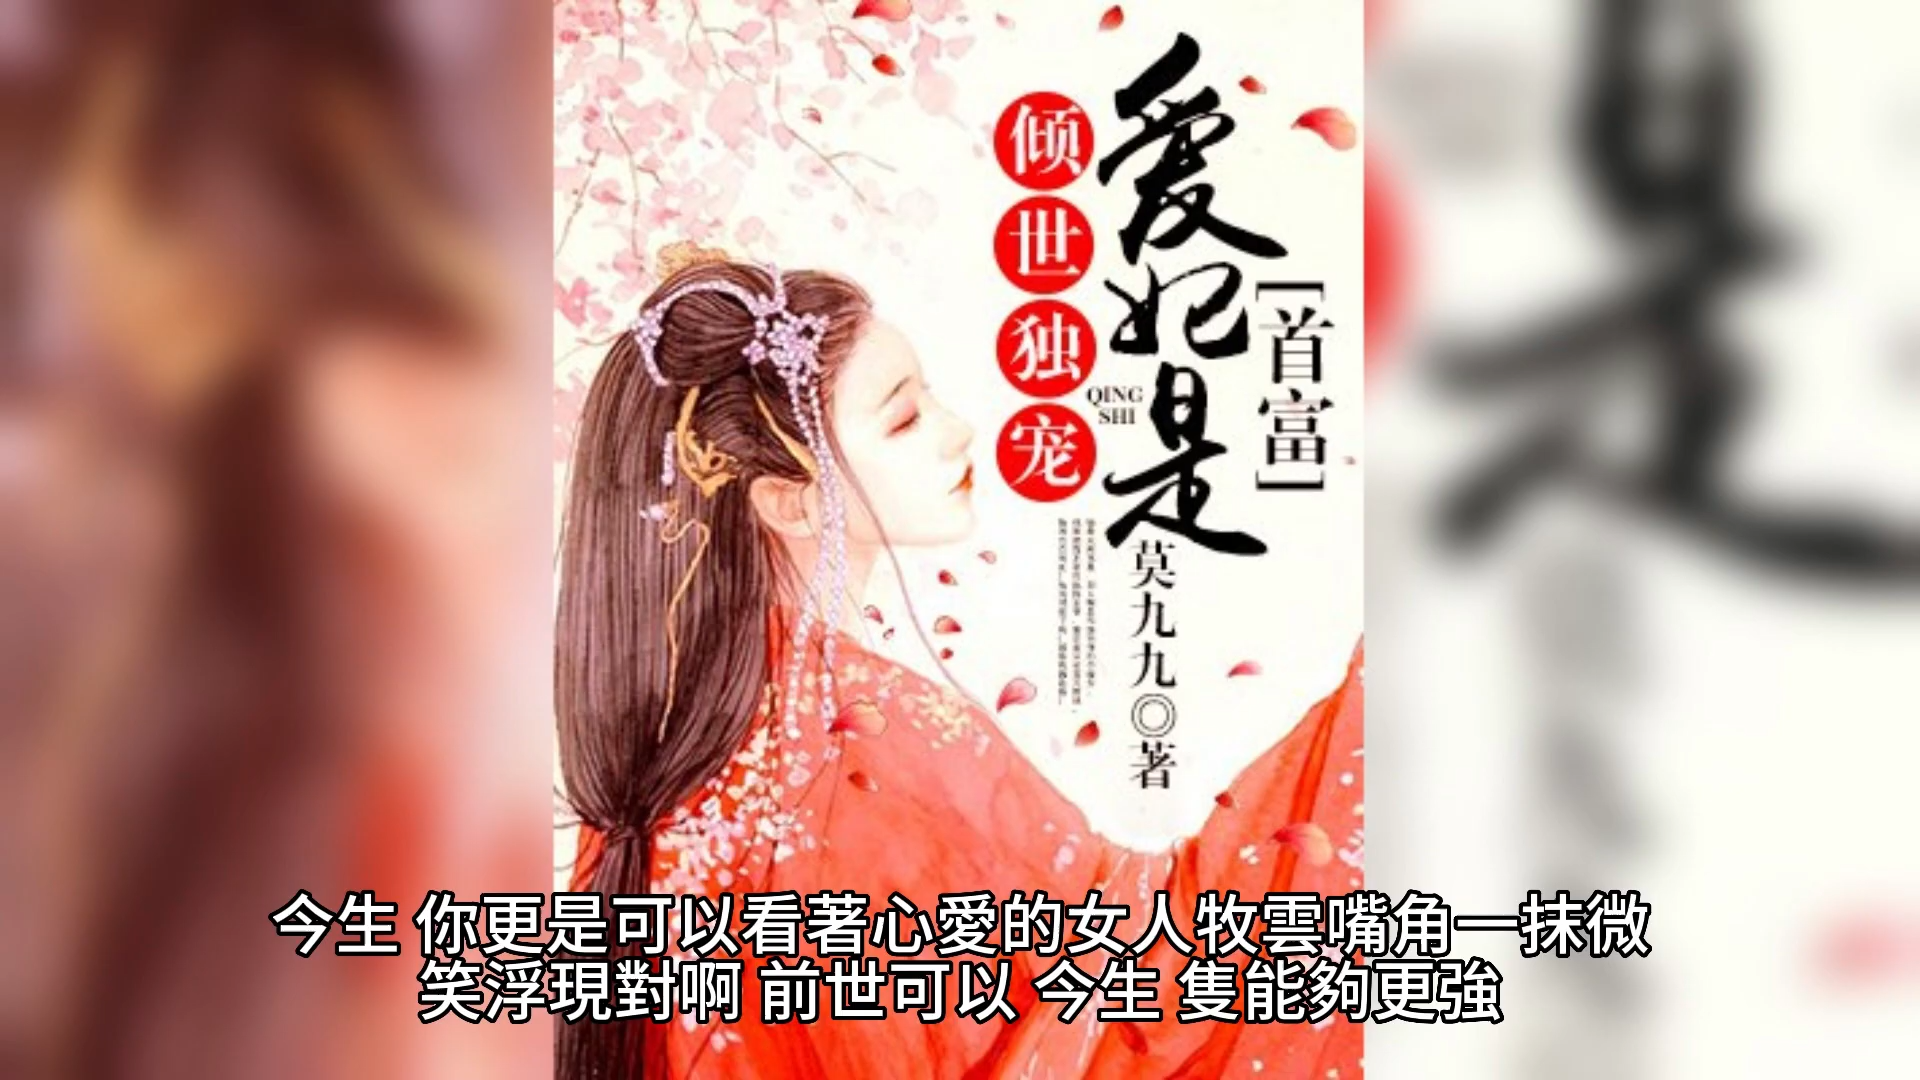 倾世独宠
爱妃是
[首富]
QING
SHI
莫九九◎著
今生 你更是可以看著心愛的女人牧雲嘴角一抹微
笑浮現對啊 前世可以 今生 隻能夠更強